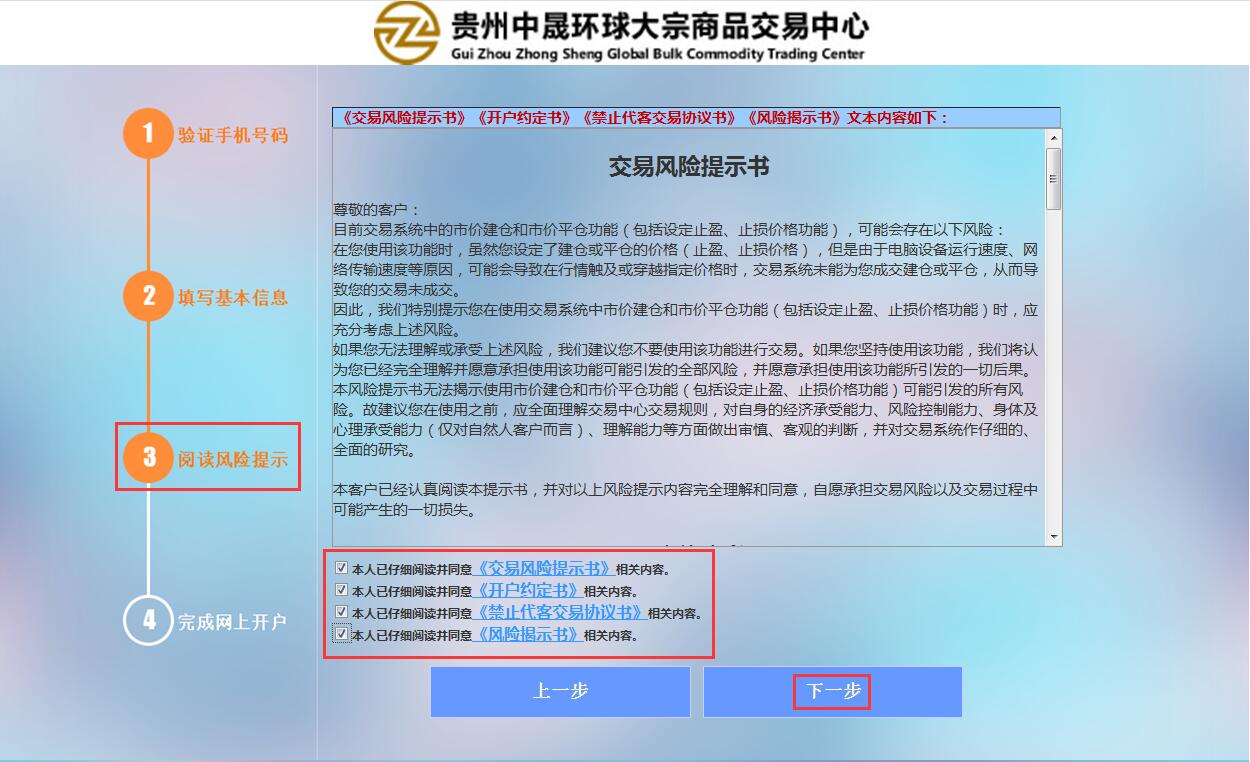 贵州中晟环球大宗商品交易中心
Gui Zhou Zhong Sheng Global Bulk Commodity Trading Center
1 验证手机号码
2 填写基本信息
3 阅读风险提示
4 完成网上开户
《交易风险提示书》《开户约定书》《禁止代客交易协议书》《风险揭示书》文本内容如下：
交易风险提示书
尊敬的客户：
目前交易系统中的市价建仓和市价平仓功能（包括设定止盈、止损价格功能），可能会存在以下风险：
在您使用该功能时，虽然您设定了建仓或平仓的价格（止盈、止损价格），但是由于电脑设备运行速度、网
络传输速度等原因，可能会导致在行情触及或穿越指定价格时，交易系统未能为您成交建仓或平仓，从而导
致您的交易未成交。
因此，我们特别提示您在使用交易系统中市价建仓和市价平仓功能（包括设定止盈、止损价格功能）时，应
充分考虑上述风险。
如果您无法理解或承受上述风险，我们建议您不要使用该功能进行交易。如果您坚持使用该功能，我们将认
为您已经完全理解并愿意承担使用该功能可能引发的全部风险，并愿意承担使用该功能所引发的一切后果。
本风险提示书无法揭示使用市价建仓和市价平仓功能（包括设定止盈、止损价格功能）可能引发的所有风
险。故建议您在使用之前，应全面理解交易中心交易规则，对自身的经济承受能力、风险控制能力、身体及
心理承受能力（仅对自然人客户而言）、理解能力等方面做出审慎、客观的判断，并对交易系统作仔细的、
全面的研究。
本客户已经认真阅读本提示书，并对以上风险提示内容完全理解和同意，自愿承担交易风险以及交易过程中
可能产生的一切损失。
本人已仔细阅读并同意《交易风险提示书》相关内容。
本人已仔细阅读并同意《开户约定书》相关内容。
本人已仔细阅读并同意《禁止代客交易协议书》相关内容。
本人已仔细阅读并同意《风险揭示书》相关内容。
上一步
下一步